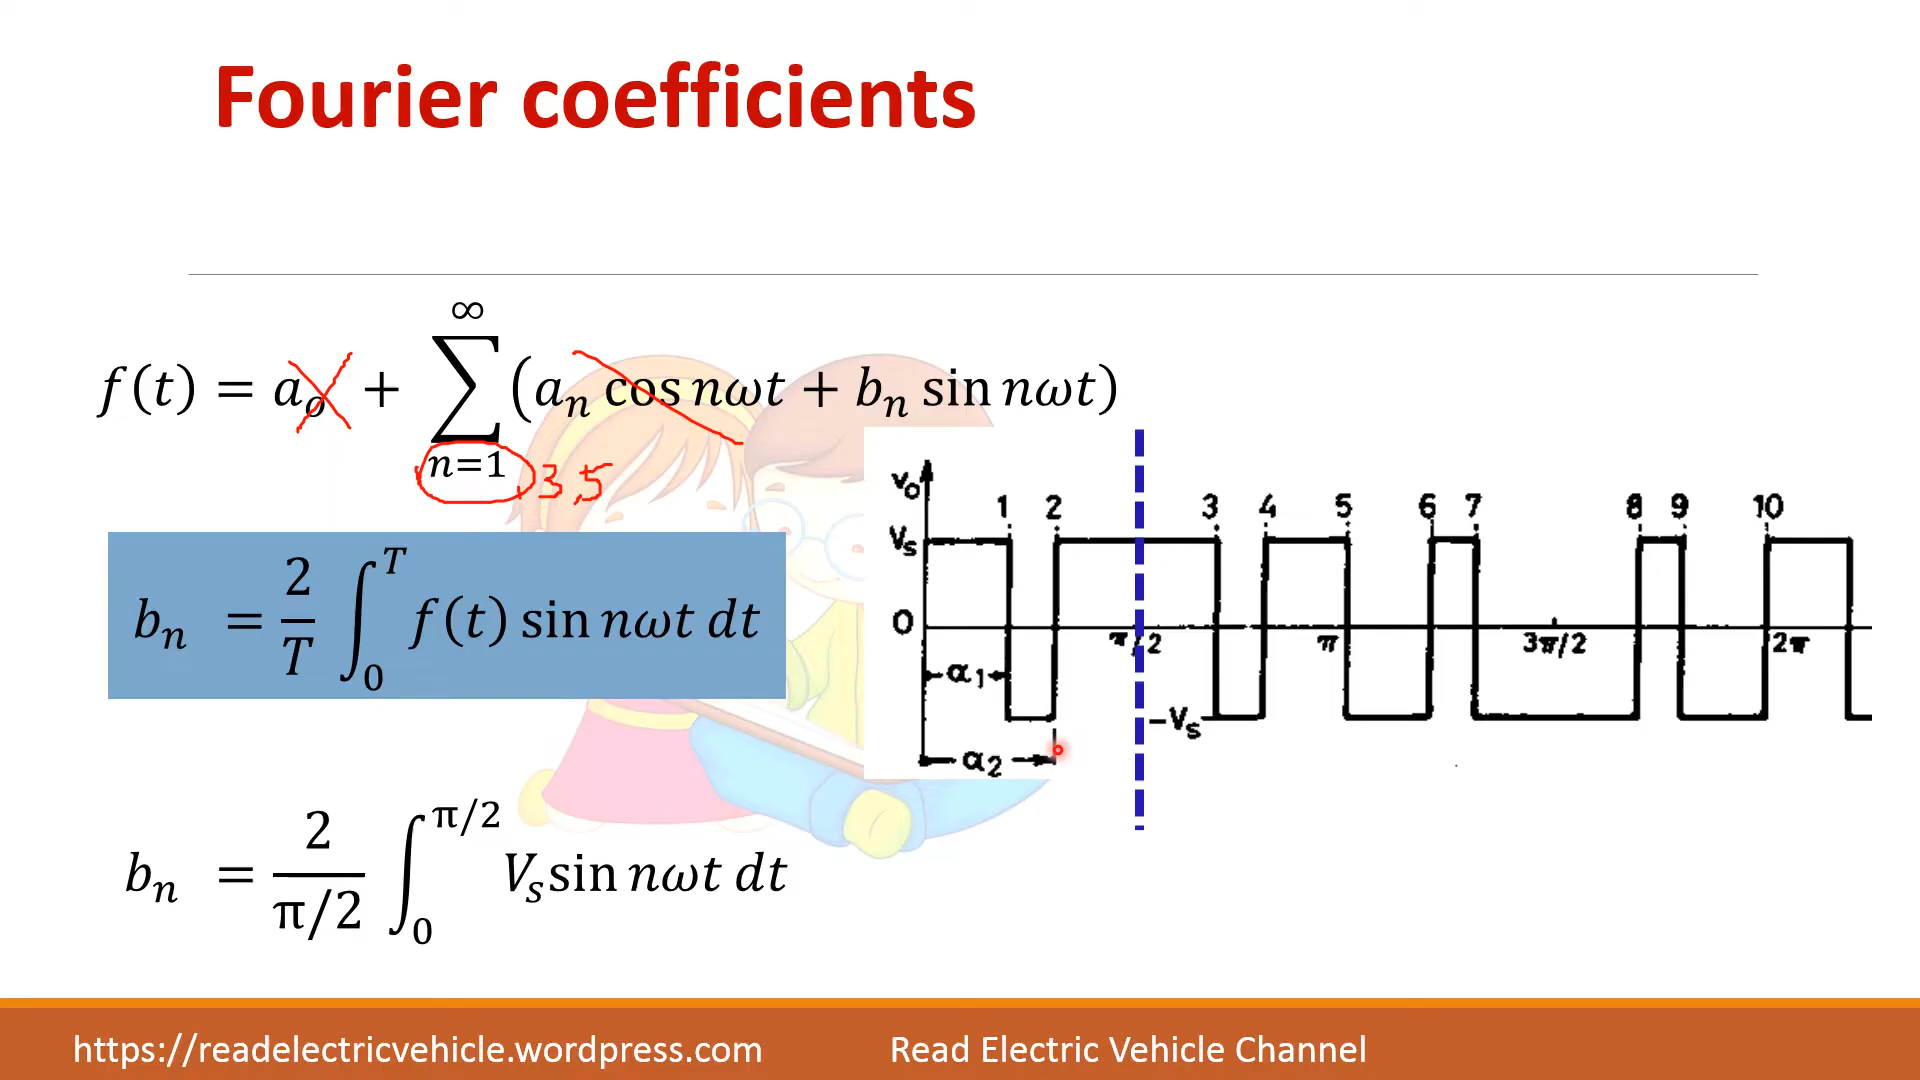 Fourier coefficients
f(t) = a₀ + ∑_{n=1}^{∞} (aₙ cos nωt + bₙ sin nωt)
3,5
bₙ = 2/T ∫₀ᵀ f(t) sin nωt dt
bₙ = 2/(π/2) ∫₀^{π/2} Vₛ sin nωt dt
v₀ 1 2 3 4 5 6 7 8 9 10
Vₛ
0 π/2 π 3π/2 2π
α₁
-Vₛ
α₂
https://readelectricvehicle.wordpress.com Read Electric Vehicle Channel